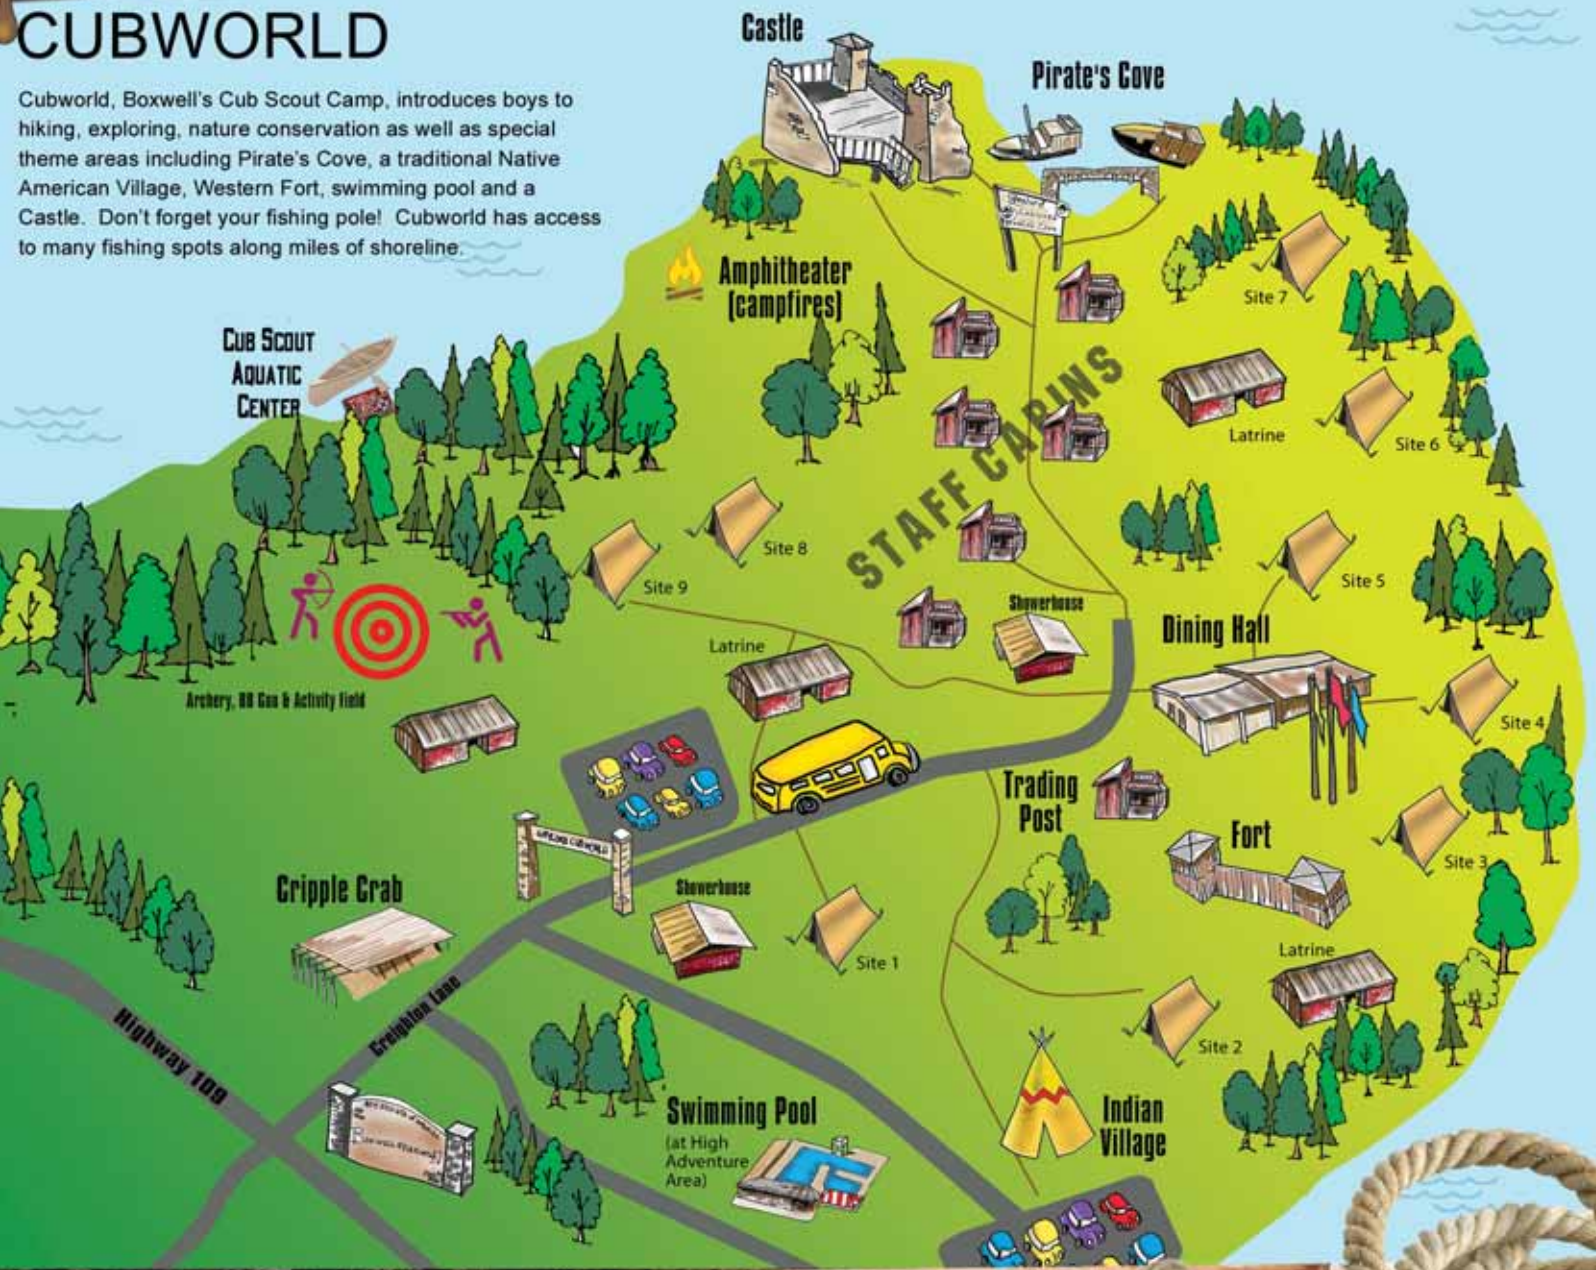 CUBWORLD
Cubworld, Boxwell's Cub Scout Camp, introduces boys to
hiking, exploring, nature conservation as well as special
theme areas including Pirate's Cove, a traditional Native
American Village, Western Fort, swimming pool and a
Castle. Don't forget your fishing pole! Cubworld has access
to many fishing spots along miles of shoreline.
Castle
Pirate's Cove
Amphitheater
(campfires)
Site 7
CUB SCOUT
AQUATIC
CENTER
STAFF CABINS
Latrine
Site 6
Site 8
Site 9
Site 5
Showerhouse
Dining Hall
Latrine
Archery, BB Gun & Activity Field
Site 4
Trading
Post
Fort
Site 3
Cripple Crab
Showerhouse
Site 1
Latrine
Highway 109
Creighton Lane
Site 2
Swimming Pool
(at High
Adventure
Area)
Indian
Village